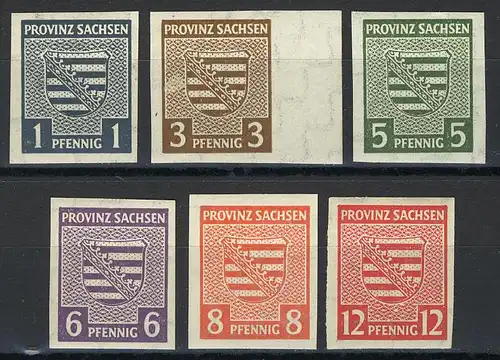 PROVINZ SACHSEN
1 1
PFENNIG
PROVINZ SACHSEN
3 3
PFENNIG
PROVINZ SACHSEN
5 5
PFENNIG
PROVINZ SACHSEN
6 6
PFENNIG
PROVINZ SACHSEN
8 8
PFENNIG
PROVINZ SACHSEN
12 12
PFENNIG